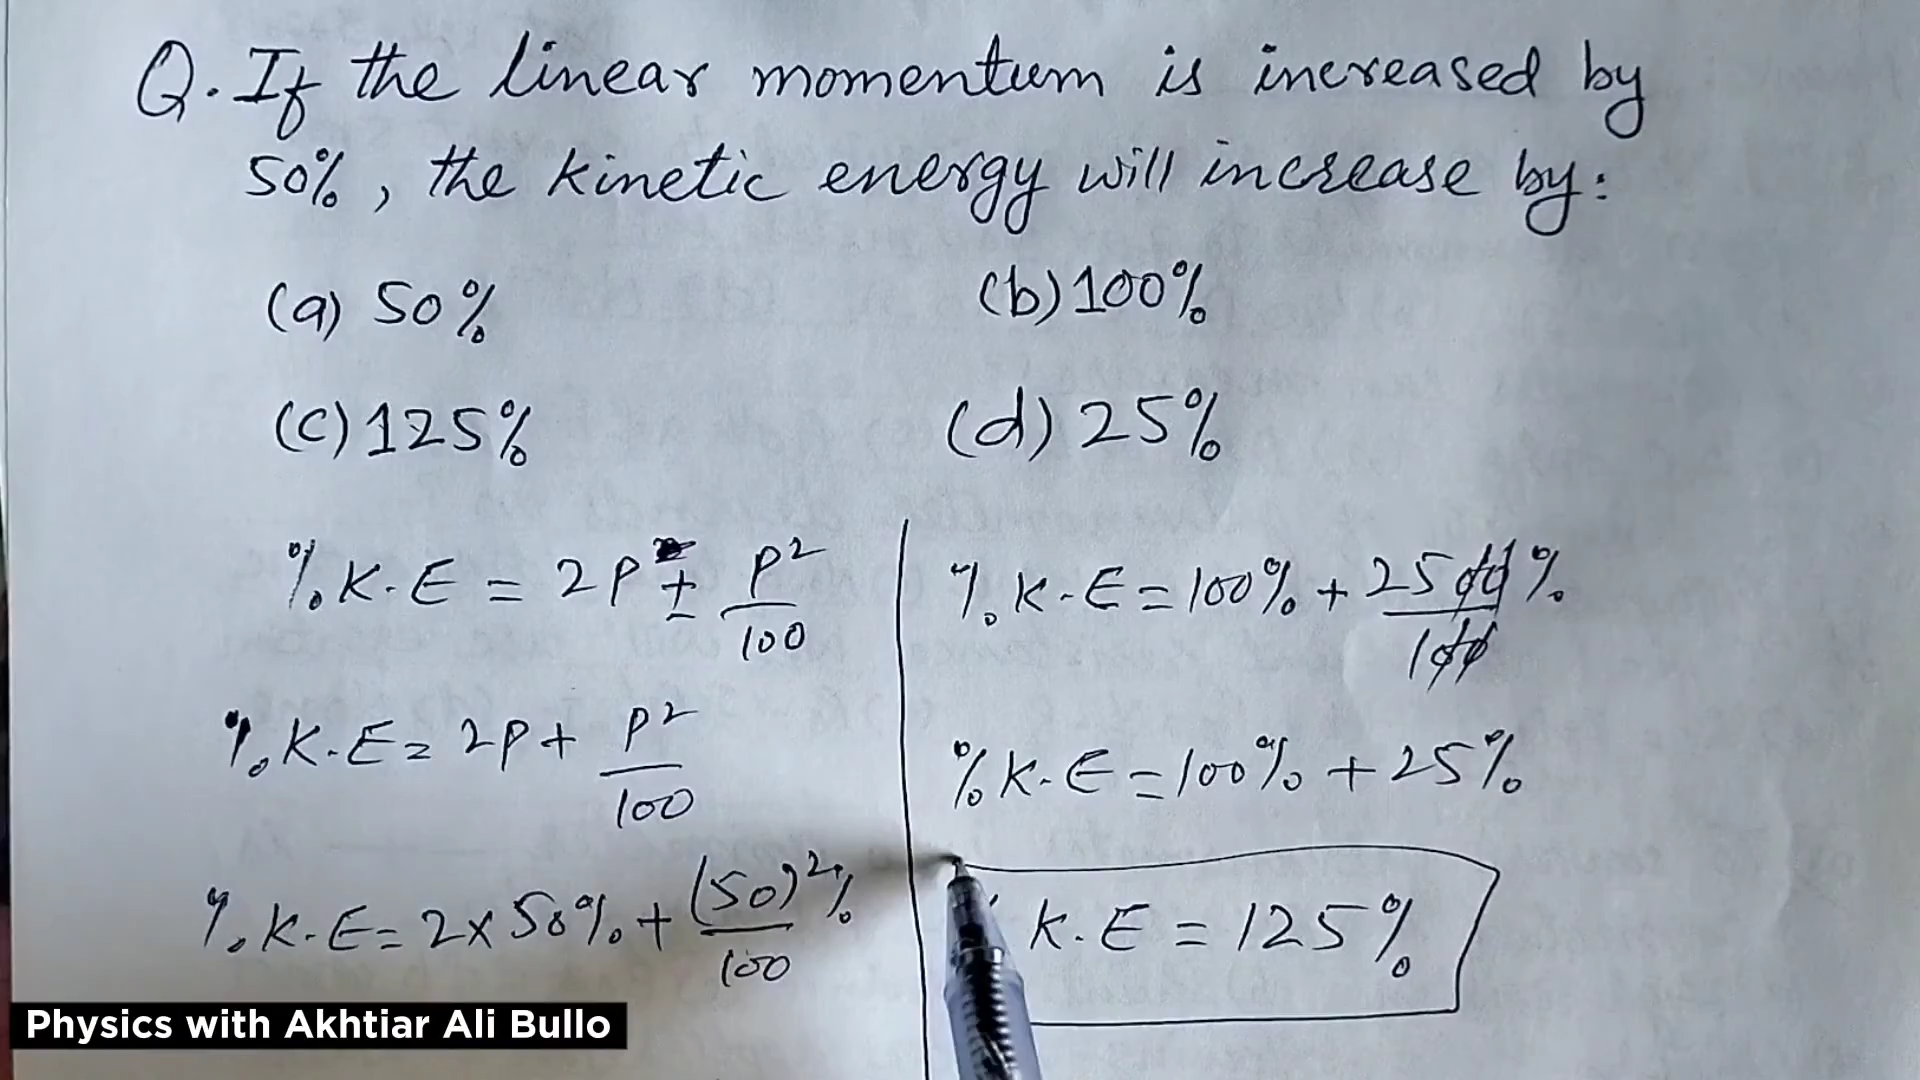 Q. If the linear momentum is increased by
50%, the kinetic energy will increase by:
(a) 50%
(b) 100%
(c) 125%
(d) 25%
%K.E = 2P ± P²/100
%K.E = 2P + P²/100
%K.E = 2x50% + (50)²%/100
%K.E = 100% + 2500%/100
%K.E = 100% + 25%
K.E = 125%
Physics with Akhtiar Ali Bullo